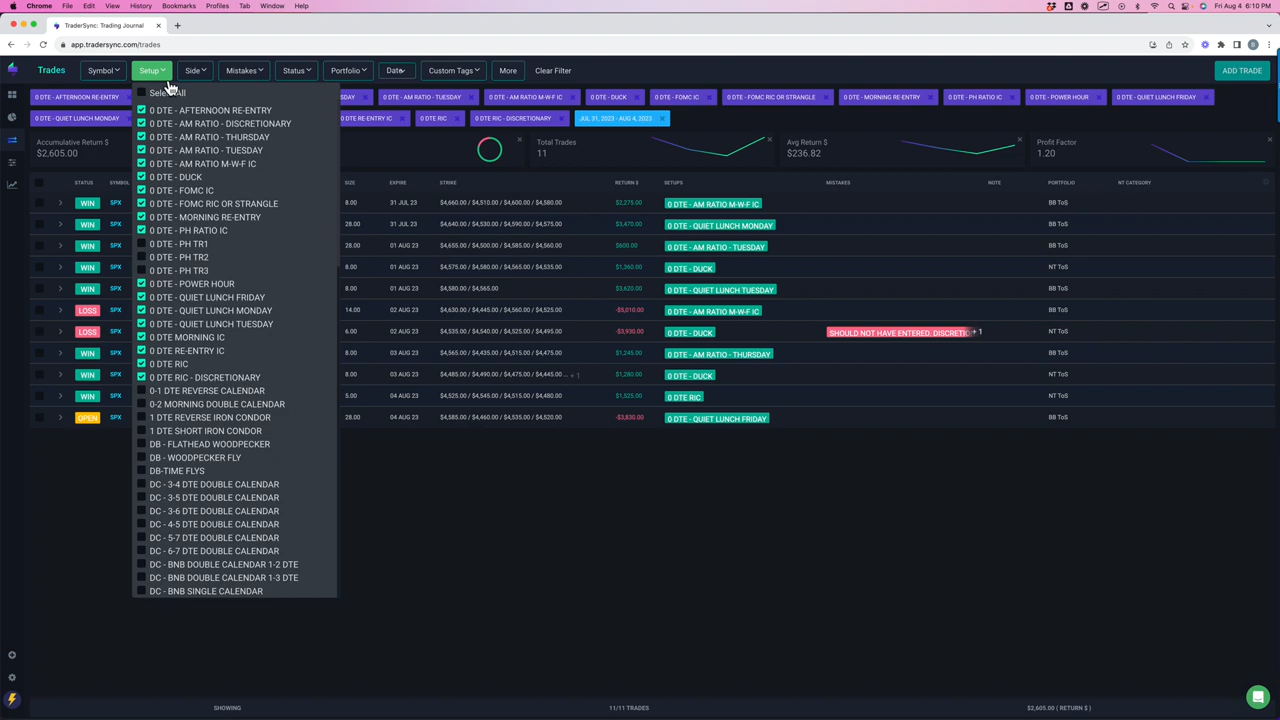 Chrome File Edit View History Bookmarks Profiles Tab Window Help Fri Aug 4 6:10 PM
TraderSync: Trading Journal
app.tradersync.com/trades
Trades Symbol Setup Side Mistakes Status Portfolio Date Custom Tags More Clear Filter ADD TRADE
Select All
0 DTE - AFTERNOON RE-ENTRY
0 DTE - AM RATIO - DISCRETIONARY
0 DTE - AM RATIO - THURSDAY
0 DTE - AM RATIO - TUESDAY
0 DTE - AM RATIO M-W-F IC
0 DTE - DUCK
0 DTE - FOMC IC
0 DTE - FOMC RIC OR STRANGLE
0 DTE - MORNING RE-ENTRY
0 DTE - PH RATIO IC
0 DTE - PH TR1
0 DTE - PH TR2
0 DTE - PH TR3
0 DTE - POWER HOUR
0 DTE - QUIET LUNCH FRIDAY
0 DTE - QUIET LUNCH MONDAY
0 DTE - QUIET LUNCH TUESDAY
0 DTE MORNING IC
0 DTE RE-ENTRY IC
0 DTE RIC
0 DTE RIC - DISCRETIONARY
0-1 DTE REVERSE CALENDAR
0-2 MORNING DOUBLE CALENDAR
1 DTE REVERSE IRON CONDOR
1 DTE SHORT IRON CONDOR
DB - FLATHEAD WOODPECKER
DB - WOODPECKER FLY
DB-TIME FLYS
DC - 3-4 DTE DOUBLE CALENDAR
DC - 3-5 DTE DOUBLE CALENDAR
DC - 3-6 DTE DOUBLE CALENDAR
DC - 4-5 DTE DOUBLE CALENDAR
DC - 5-7 DTE DOUBLE CALENDAR
DC - 6-7 DTE DOUBLE CALENDAR
DC - BNB DOUBLE CALENDAR 1-2 DTE
DC - BNB DOUBLE CALENDAR 1-3 DTE
DC - BNB SINGLE CALENDAR
0 DTE - AFTERNOON RE-ENTRY 0 DTE - AM RATIO - TUESDAY 0 DTE - AM RATIO M-W-F IC 0 DTE - DUCK 0 DTE - FOMC IC 0 DTE - FOMC RIC OR STRANGLE 0 DTE - MORNING RE-ENTRY 0 DTE - PH RATIO IC 0 DTE - POWER HOUR 0 DTE - QUIET LUNCH FRIDAY
0 DTE - QUIET LUNCH MONDAY 0 DTE RIC 0 DTE RIC - DISCRETIONARY JUL 31, 2023 - AUG 4, 2023
Accumulative Return $ Total Trades Avg Return $ Profit Factor
$2,605.00 11 $236.82 1.20
STATUS SYMBOL SIZE EXPIRE STRIKE RETURN $ SETUPS MISTAKES NOTE PORTFOLIO NT CATEGORY
WIN SPX 8.00 31 JUL 23 $4,660.00 / $4,510.00 / $4,600.00 / $4,580.00 $2,275.00 0 DTE - AM RATIO M-W-F IC BB ToS
WIN SPX 28.00 31 JUL 23 $4,530.00 / $4,565.00 / $4,595.00 / $4,580.00 $3,470.00 0 DTE - QUIET LUNCH MONDAY BB ToS
WIN SPX 28.00 01 AUG 23 $4,655.00 / $4,500.00 / $4,585.00 / $4,565.00 $600.00 0 DTE - AM RATIO - TUESDAY BB ToS
WIN SPX 8.00 01 AUG 23 $4,575.00 / $4,580.00 / $4,565.00 / $4,535.00 $1,360.00 0 DTE - DUCK NT ToS
WIN SPX 8.00 01 AUG 23 $4,580.00 / $4,565.00 $3,620.00 0 DTE - QUIET LUNCH TUESDAY BB ToS
LOSS SPX 14.00 02 AUG 23 $4,610.00 / $4,460.00 / $4,545.00 / $4,530.00 -$5,010.00 0 DTE - AM RATIO M-W-F IC BB ToS
LOSS SPX 6.00 02 AUG 23 $4,535.00 / $4,540.00 / $4,525.00 / $4,495.00 -$3,930.00 0 DTE - DUCK SHOULD NOT HAVE ENTERED. + 1 NT ToS
WIN SPX 8.00 03 AUG 23 $4,565.00 / $4,435.00 / $4,510.00 / $4,490.00 $1,245.00 0 DTE - AM RATIO - THURSDAY BB ToS
WIN SPX 8.00 03 AUG 23 $4,485.00 / $4,490.00 / $4,475.00 / $4,445.00 ... + 1 $1,280.00 0 DTE - DUCK NT ToS
WIN SPX 5.00 04 AUG 23 $4,525.00 / $4,545.00 / $4,515.00 / $4,480.00 $1,525.00 0 DTE RIC NT ToS
OPEN SPX 28.00 04 AUG 23 $4,585.00 / $4,460.00 / $4,535.00 / $4,520.00 -$3,830.00 0 DTE - QUIET LUNCH FRIDAY BB ToS
SHOWING 11/11 TRADES $2,605.00 ( RETURN $ )